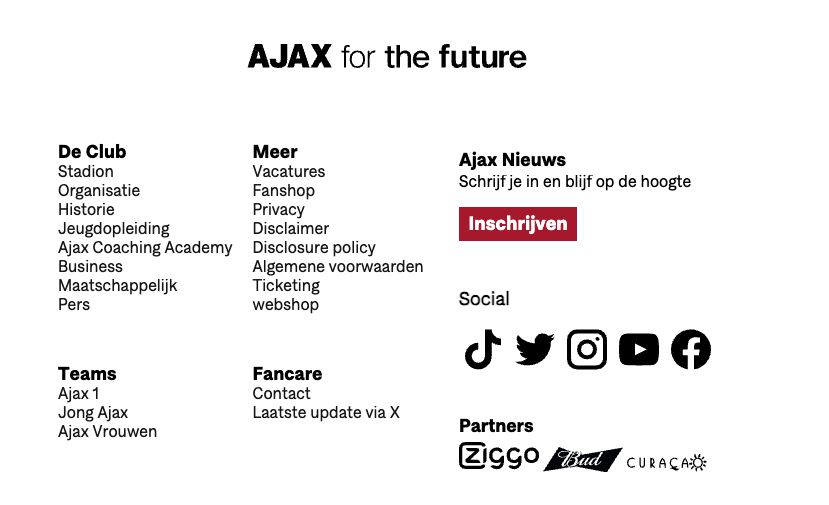 AJAX for the future
De Club
Stadion
Organisatie
Historie
Jeugdopleiding
Ajax Coaching Academy
Business
Maatschappelijk
Pers
Meer
Vacatures
Fanshop
Privacy
Disclaimer
Disclosure policy
Algemene voorwaarden
Ticketing
webshop
Ajax Nieuws
Schrijf je in en blijf op de hoogte
Inschrijven
Social
Teams
Ajax 1
Jong Ajax
Ajax Vrouwen
Fancare
Contact
Laatste update via X
Partners
Ziggo Bud CURAÇAO